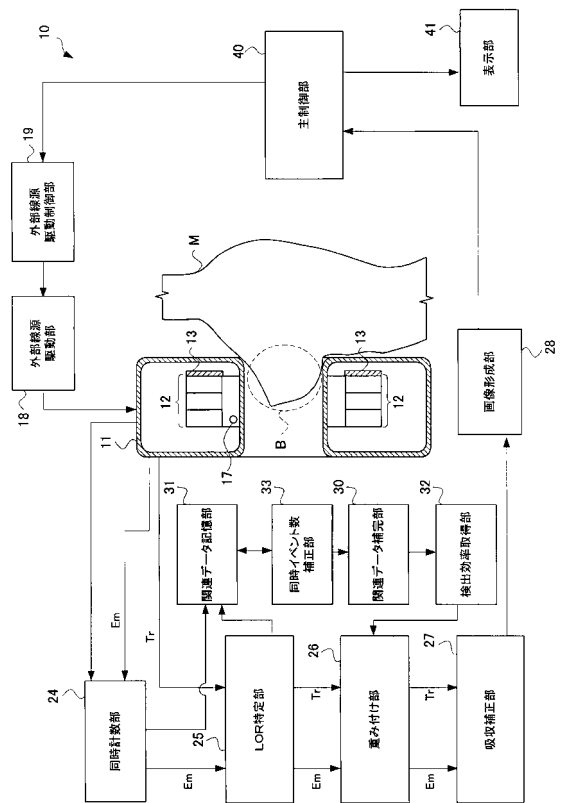 10
19
外部線源
駆動制御部
外部線源
駆動部
18
主制御部
40
表示部
41
M
11
12
13
17
B
12
13
画像形成部
28
24
同時計数部
Em
Tr
31
関連データ記憶部
33
同時イベント数
補正部
30
関連データ補完部
32
検出効率取得部
Em
25
LOR特定部
Em
Tr
26
重み付け部
Em
Tr
27
吸収補正部